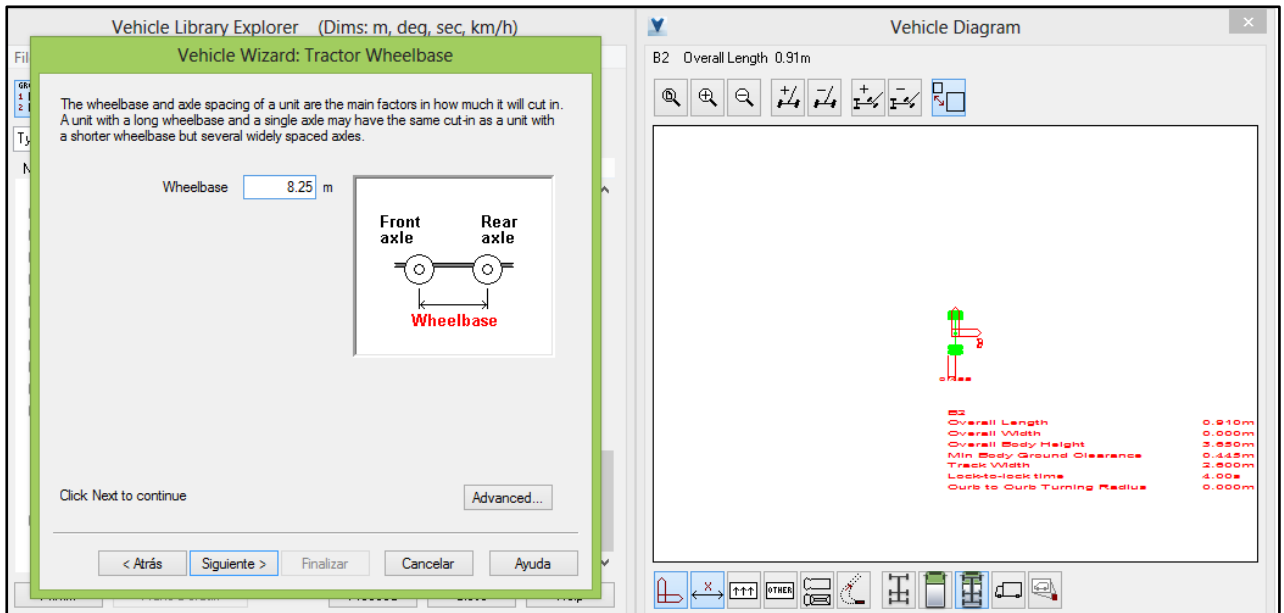 Vehicle Library Explorer (Dims: m, deg, sec, km/h)
Vehicle Wizard: Tractor Wheelbase
The wheelbase and axle spacing of a unit are the main factors in how much it will cut in.
A unit with a long wheelbase and a single axle may have the same cut-in as a unit with
a shorter wheelbase but several widely spaced axles.
Wheelbase 8.25 m
Front axle
Rear axle
Wheelbase
Click Next to continue
Advanced...
< Atrás
Siguiente >
Finalizar
Cancelar
Ayuda
Vehicle Diagram
B2 Overall Length 0.91m
B2
Overall Length 0.910m
Overall Width 0.000m
Overall Body Height 3.650m
Min Body Ground Clearance 0.445m
Track Width 2.600m
Lock-to-lock time 4.00s
Curb to Curb Turning Radius 0.000m
X
OTHER